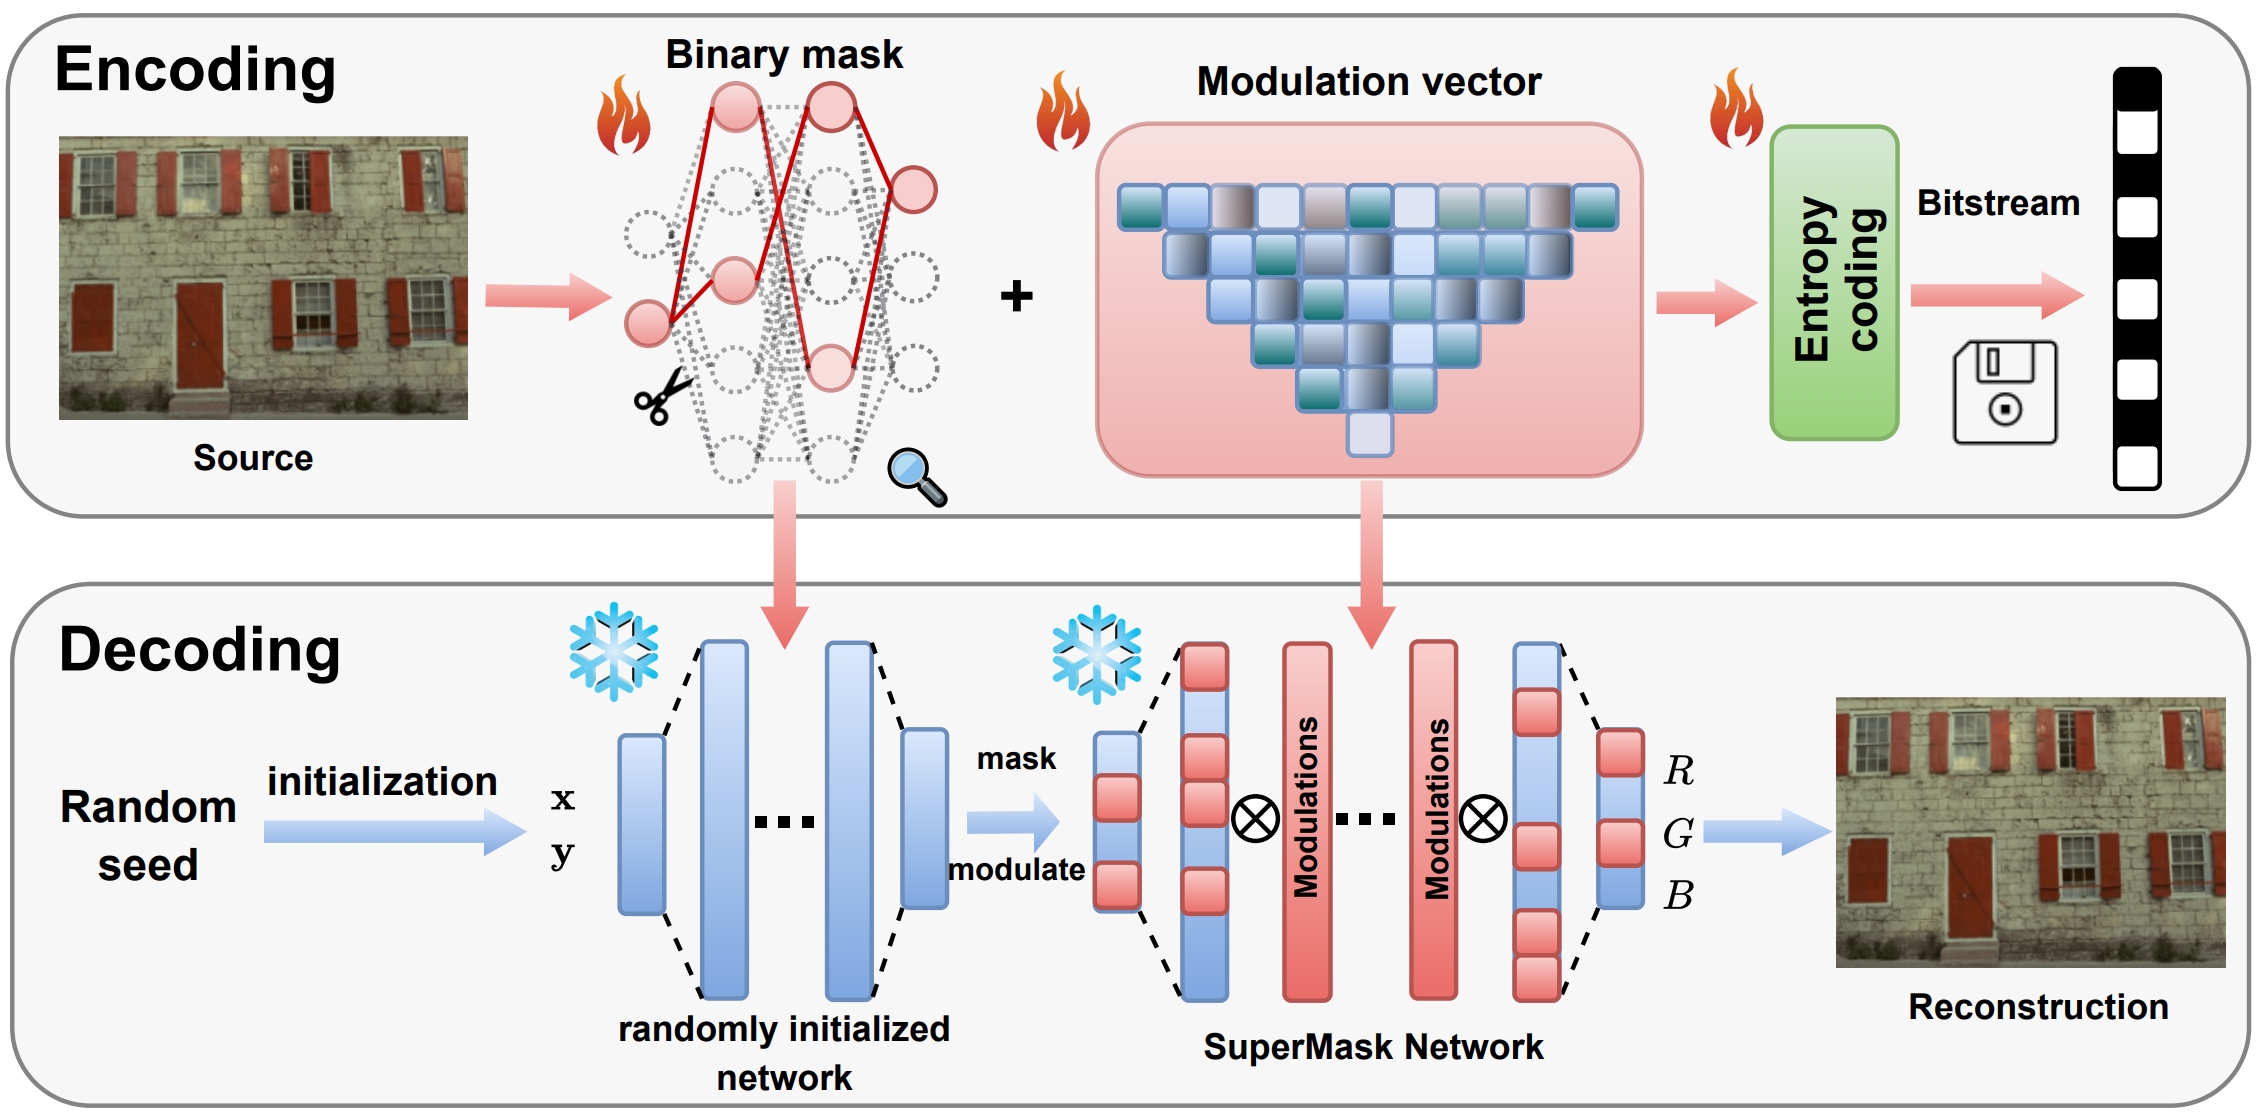 Encoding
Binary mask
Modulation vector
Source
+
Entropy
coding
Bitstream
Decoding
Random
seed
initialization
x
y
randomly initialized
network
mask
modulate
Modulations
Modulations
SuperMask Network
R
G
B
Reconstruction